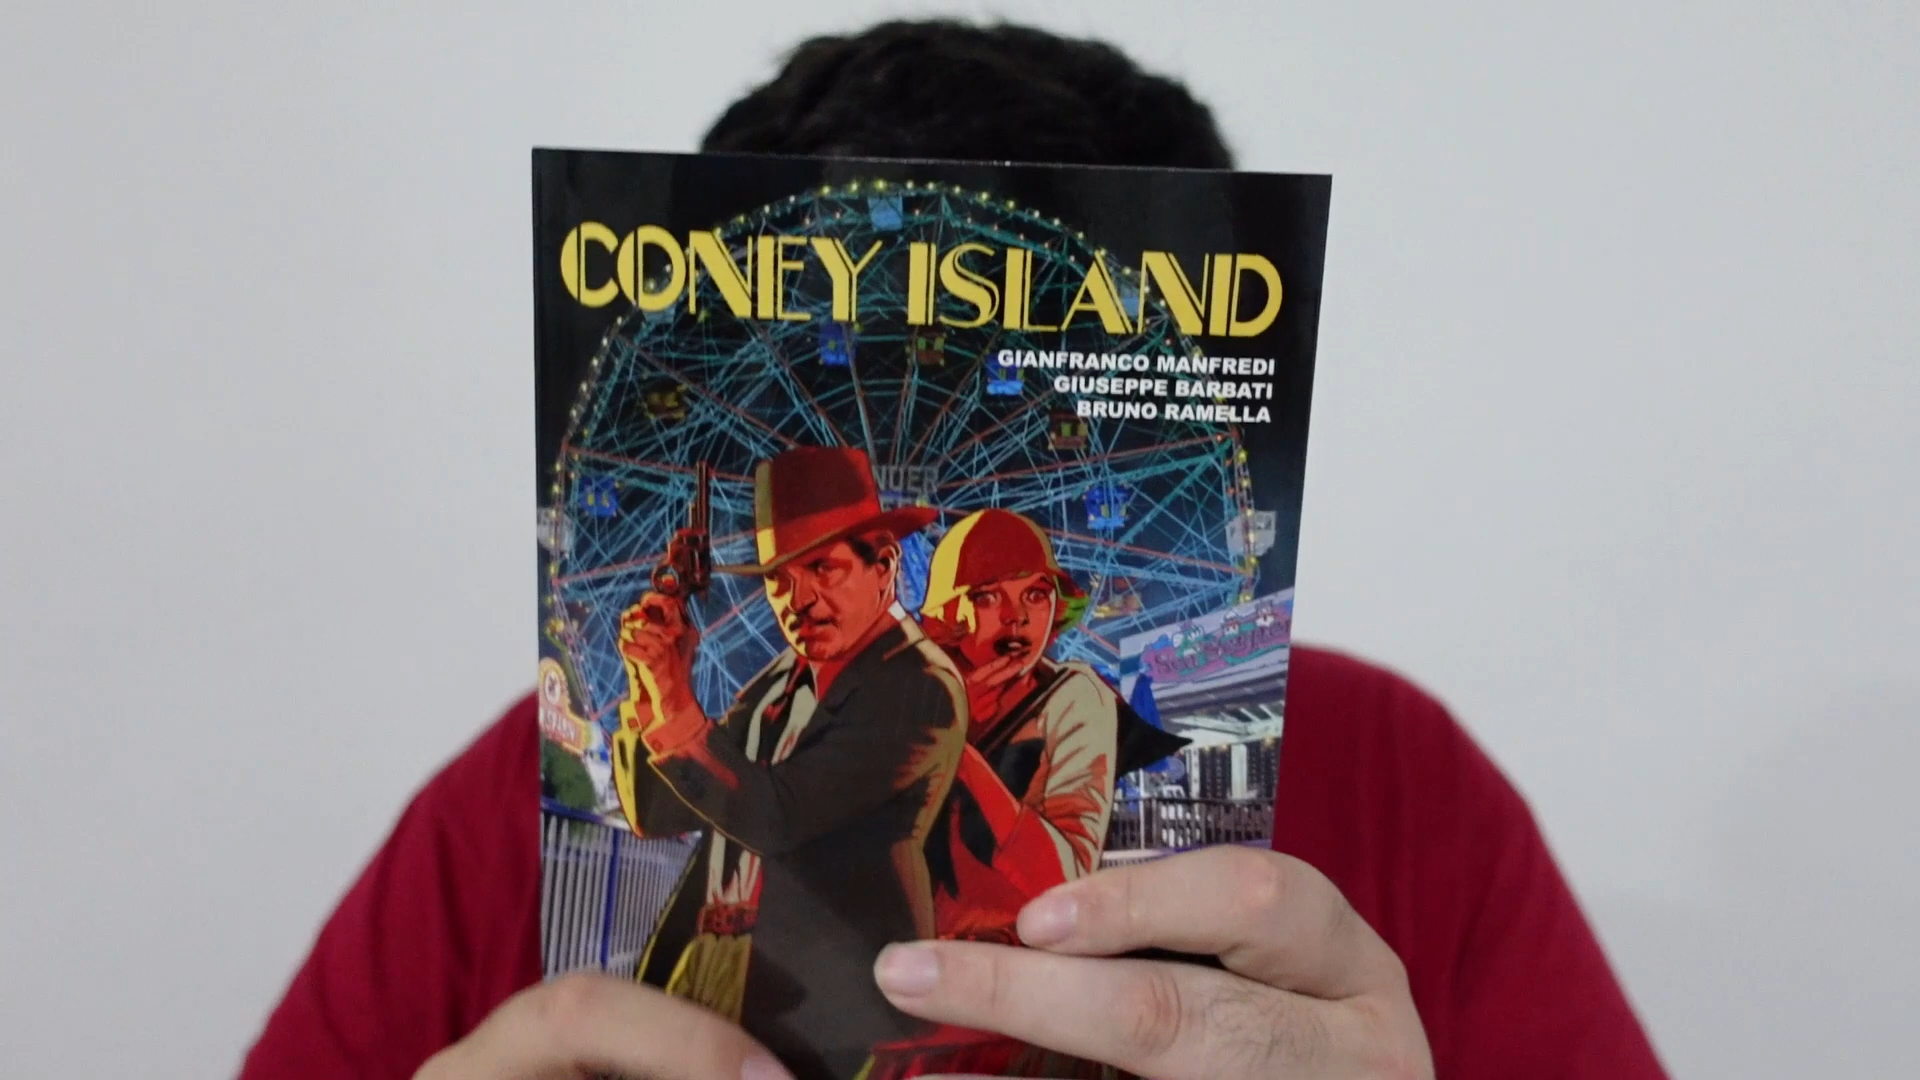 CONEY ISLAND
GIANFRANCO MANFREDI
GIUSEPPE BARBATI
BRUNO RAMELLA